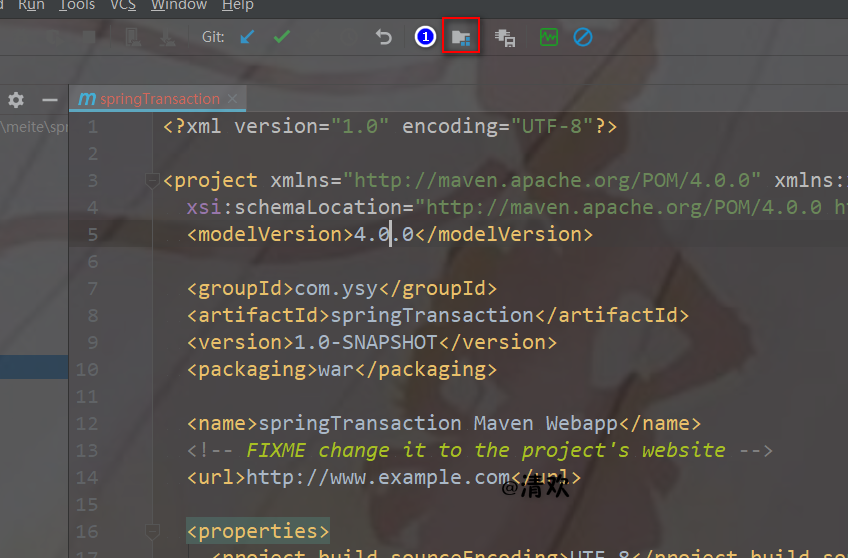 Run Tools VCS Window Help
Git:
1
\meite\spr
m springTransaction
1 <?xml version="1.0" encoding="UTF-8"?>
2
3 <project xmlns="http://maven.apache.org/POM/4.0.0" xmlns:
4 xsi:schemaLocation="http://maven.apache.org/POM/4.0.0 h
5 <modelVersion>4.0.0</modelVersion>
6
7 <groupId>com.ysy</groupId>
8 <artifactId>springTransaction</artifactId>
9 <version>1.0-SNAPSHOT</version>
10 <packaging>war</packaging>
11
12 <name>springTransaction Maven Webapp</name>
13 <!-- FIXME change it to the project's website -->
14 <url>http://www.example.com</url>
@清欢
15
16 <properties>
17 <project.build.sourceEncoding>UTF-8</project.build.so